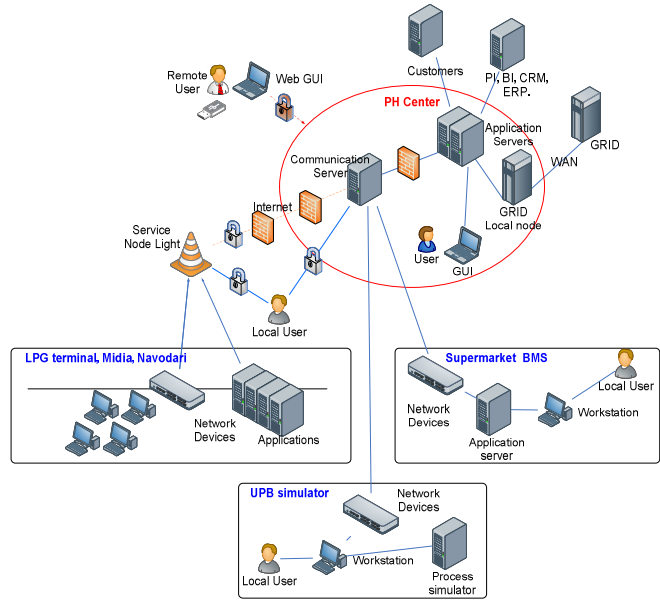 Customers
PI, BI, CRM,
ERP.
Remote
User
Web GUI
PH Center
Application
Servers
GRID
WAN
Communication
Server
GRID
Local node
Internet
Service
Node Light
User
GUI
Local User
LPG terminal, Midia, Navodari
Network
Devices
Applications
Supermarket BMS
Local User
Network
Devices
Workstation
Application
server
UPB simulator
Network
Devices
Local User
Workstation
Process
simulator